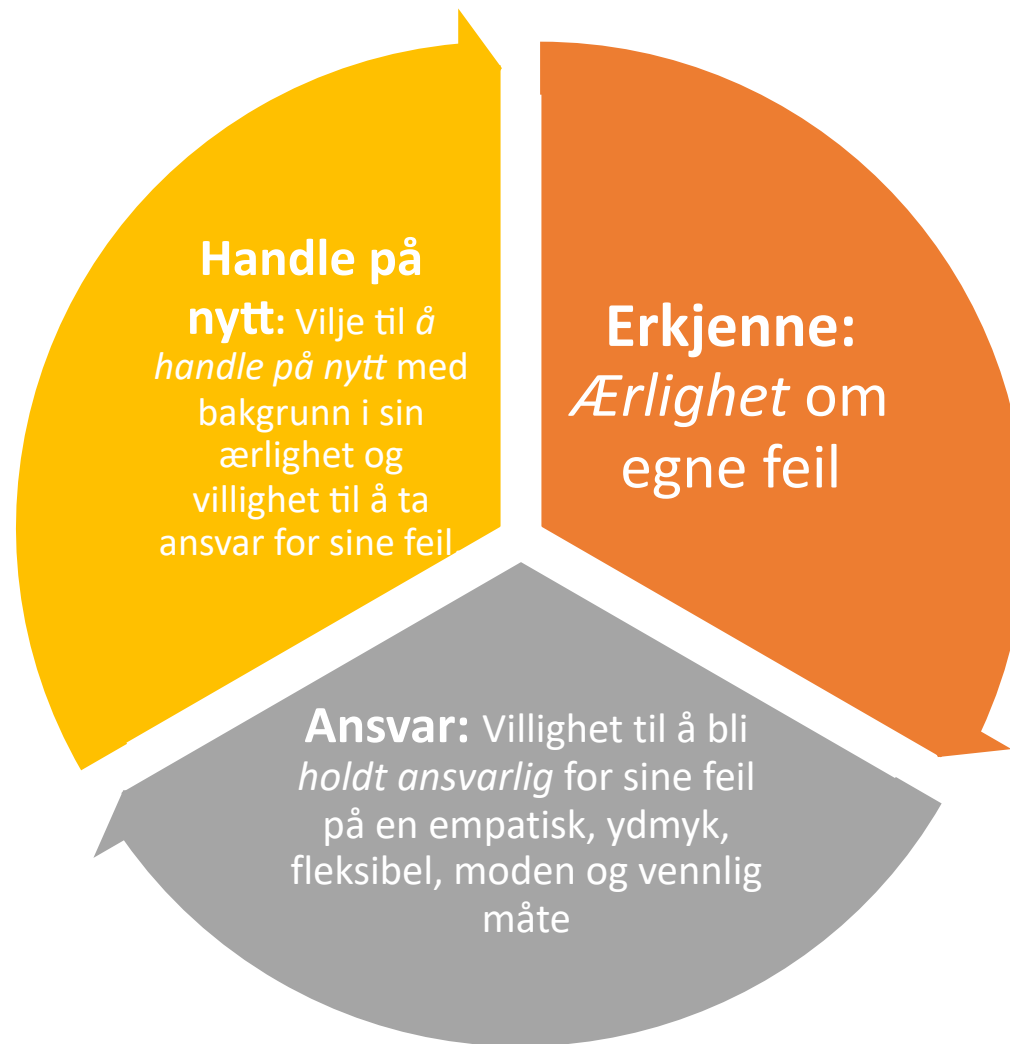 Erkjenne:
Ærlighet om
egne feil
Ansvar: Villighet til å bli
holdt ansvarlig for sine feil
på en empatisk, ydmyk,
fleksibel, moden og vennlig
måte
Handle på
nytt: Vilje til å
handle på nytt med
bakgrunn i sin
ærlighet og
villighet til å ta
ansvar for sine feil.